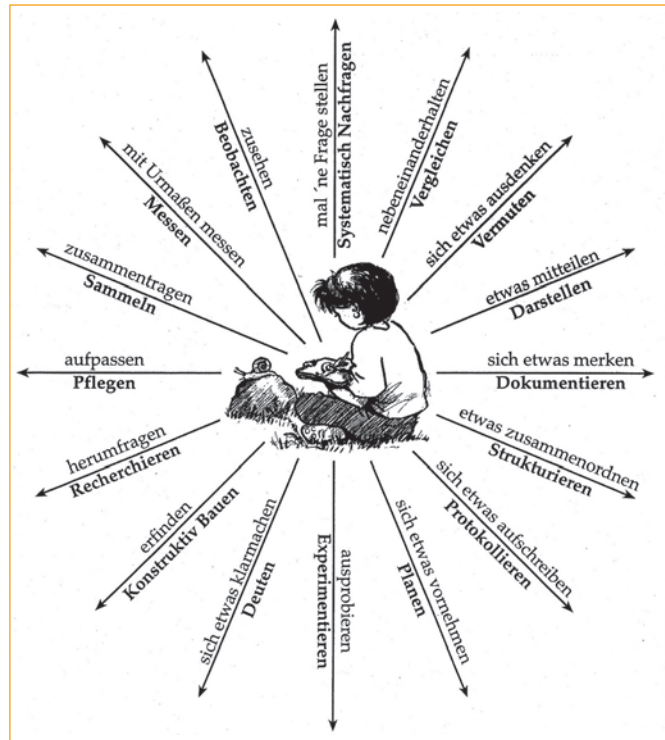 mal ´ne Frage stellen
Systematisch Nachfragen
nebeneinanderhalten
Vergleichen
sich etwas ausdenken
Vermuten
etwas mitteilen
Darstellen
sich etwas merken
Dokumentieren
etwas zusammenordnen
Strukturieren
sich etwas aufschreiben
Protokollieren
sich etwas vornehmen
Planen
ausprobieren
Experimentieren
sich etwas klarmachen
Deuten
erfinden
Konstruktiv Bauen
herumfragen
Recherchieren
aufpassen
Pflegen
zusammentragen
Sammeln
mit Urmaßen messen
Messen
zusehen
Beobachten